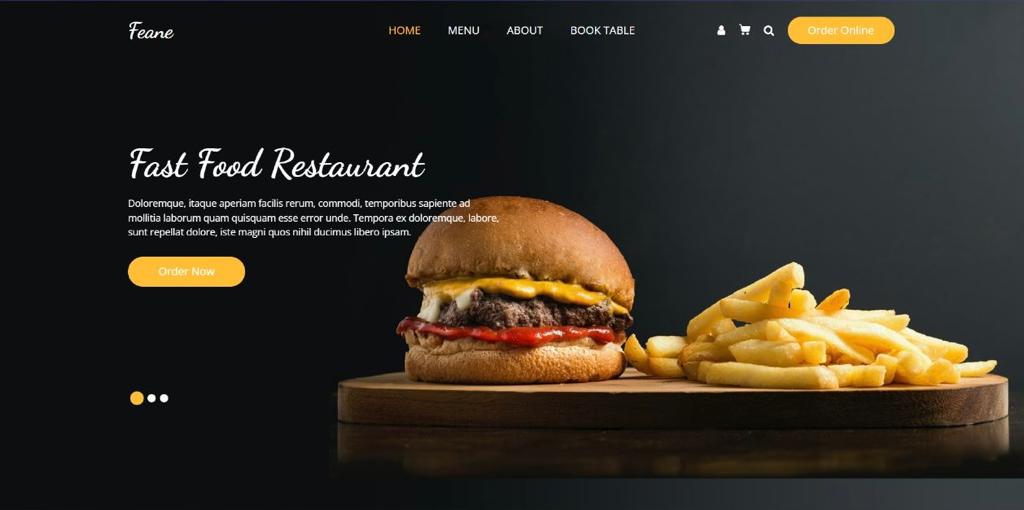 Feane
HOME
MENU
ABOUT
BOOK TABLE
Order Online
Fast Food Restaurant
Doloremque, itaque aperiam facilis rerum, commodi, temporibus sapiente ad
mollitia laborum quam quisquam esse error unde. Tempora ex doloremque, labore,
sunt repellat dolore, iste magni quos nihil ducimus libero ipsam.
Order Now